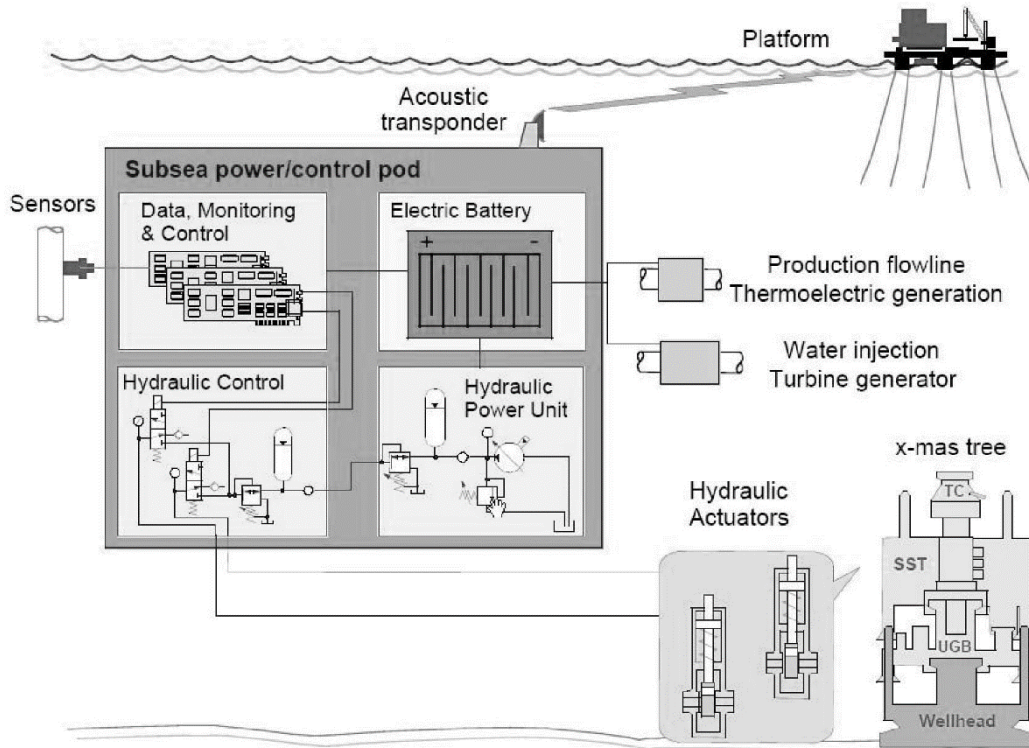 Platform
Acoustic
transponder
Subsea power/control pod
Sensors
Data, Monitoring
& Control
Electric Battery
+ -
Production flowline
Thermoelectric generation
Water injection
Turbine generator
Hydraulic Control
Hydraulic
Power Unit
x-mas tree
TC
Hydraulic
Actuators
SST
UGB
Wellhead